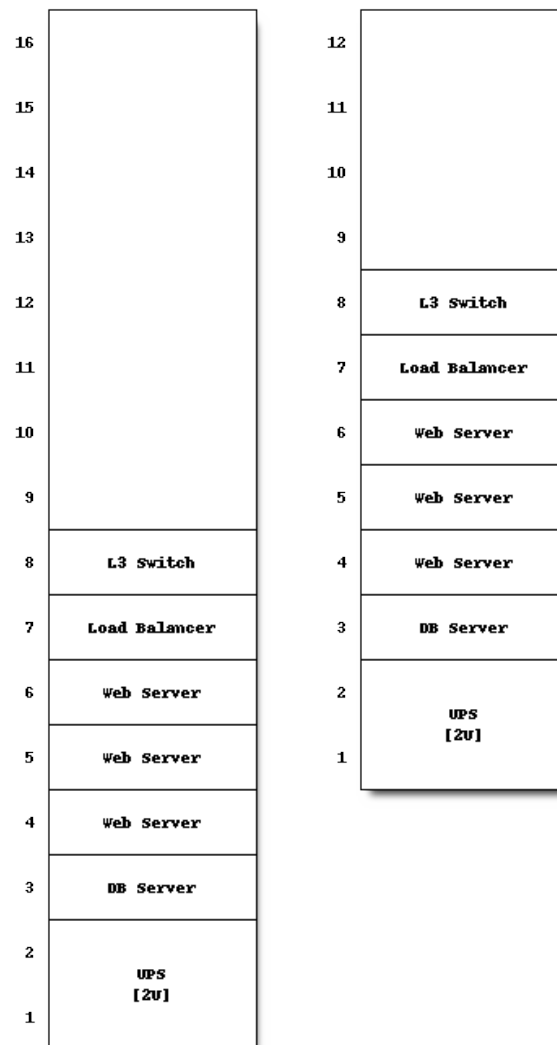 16
15
14
13
12
11
10
9
8 L3 Switch
7 Load Balancer
6 Web Server
5 Web Server
4 Web Server
3 DB Server
2
UPS
[2U]
1
12
11
10
9
8 L3 Switch
7 Load Balancer
6 Web Server
5 Web Server
4 Web Server
3 DB Server
2
UPS
[2U]
1